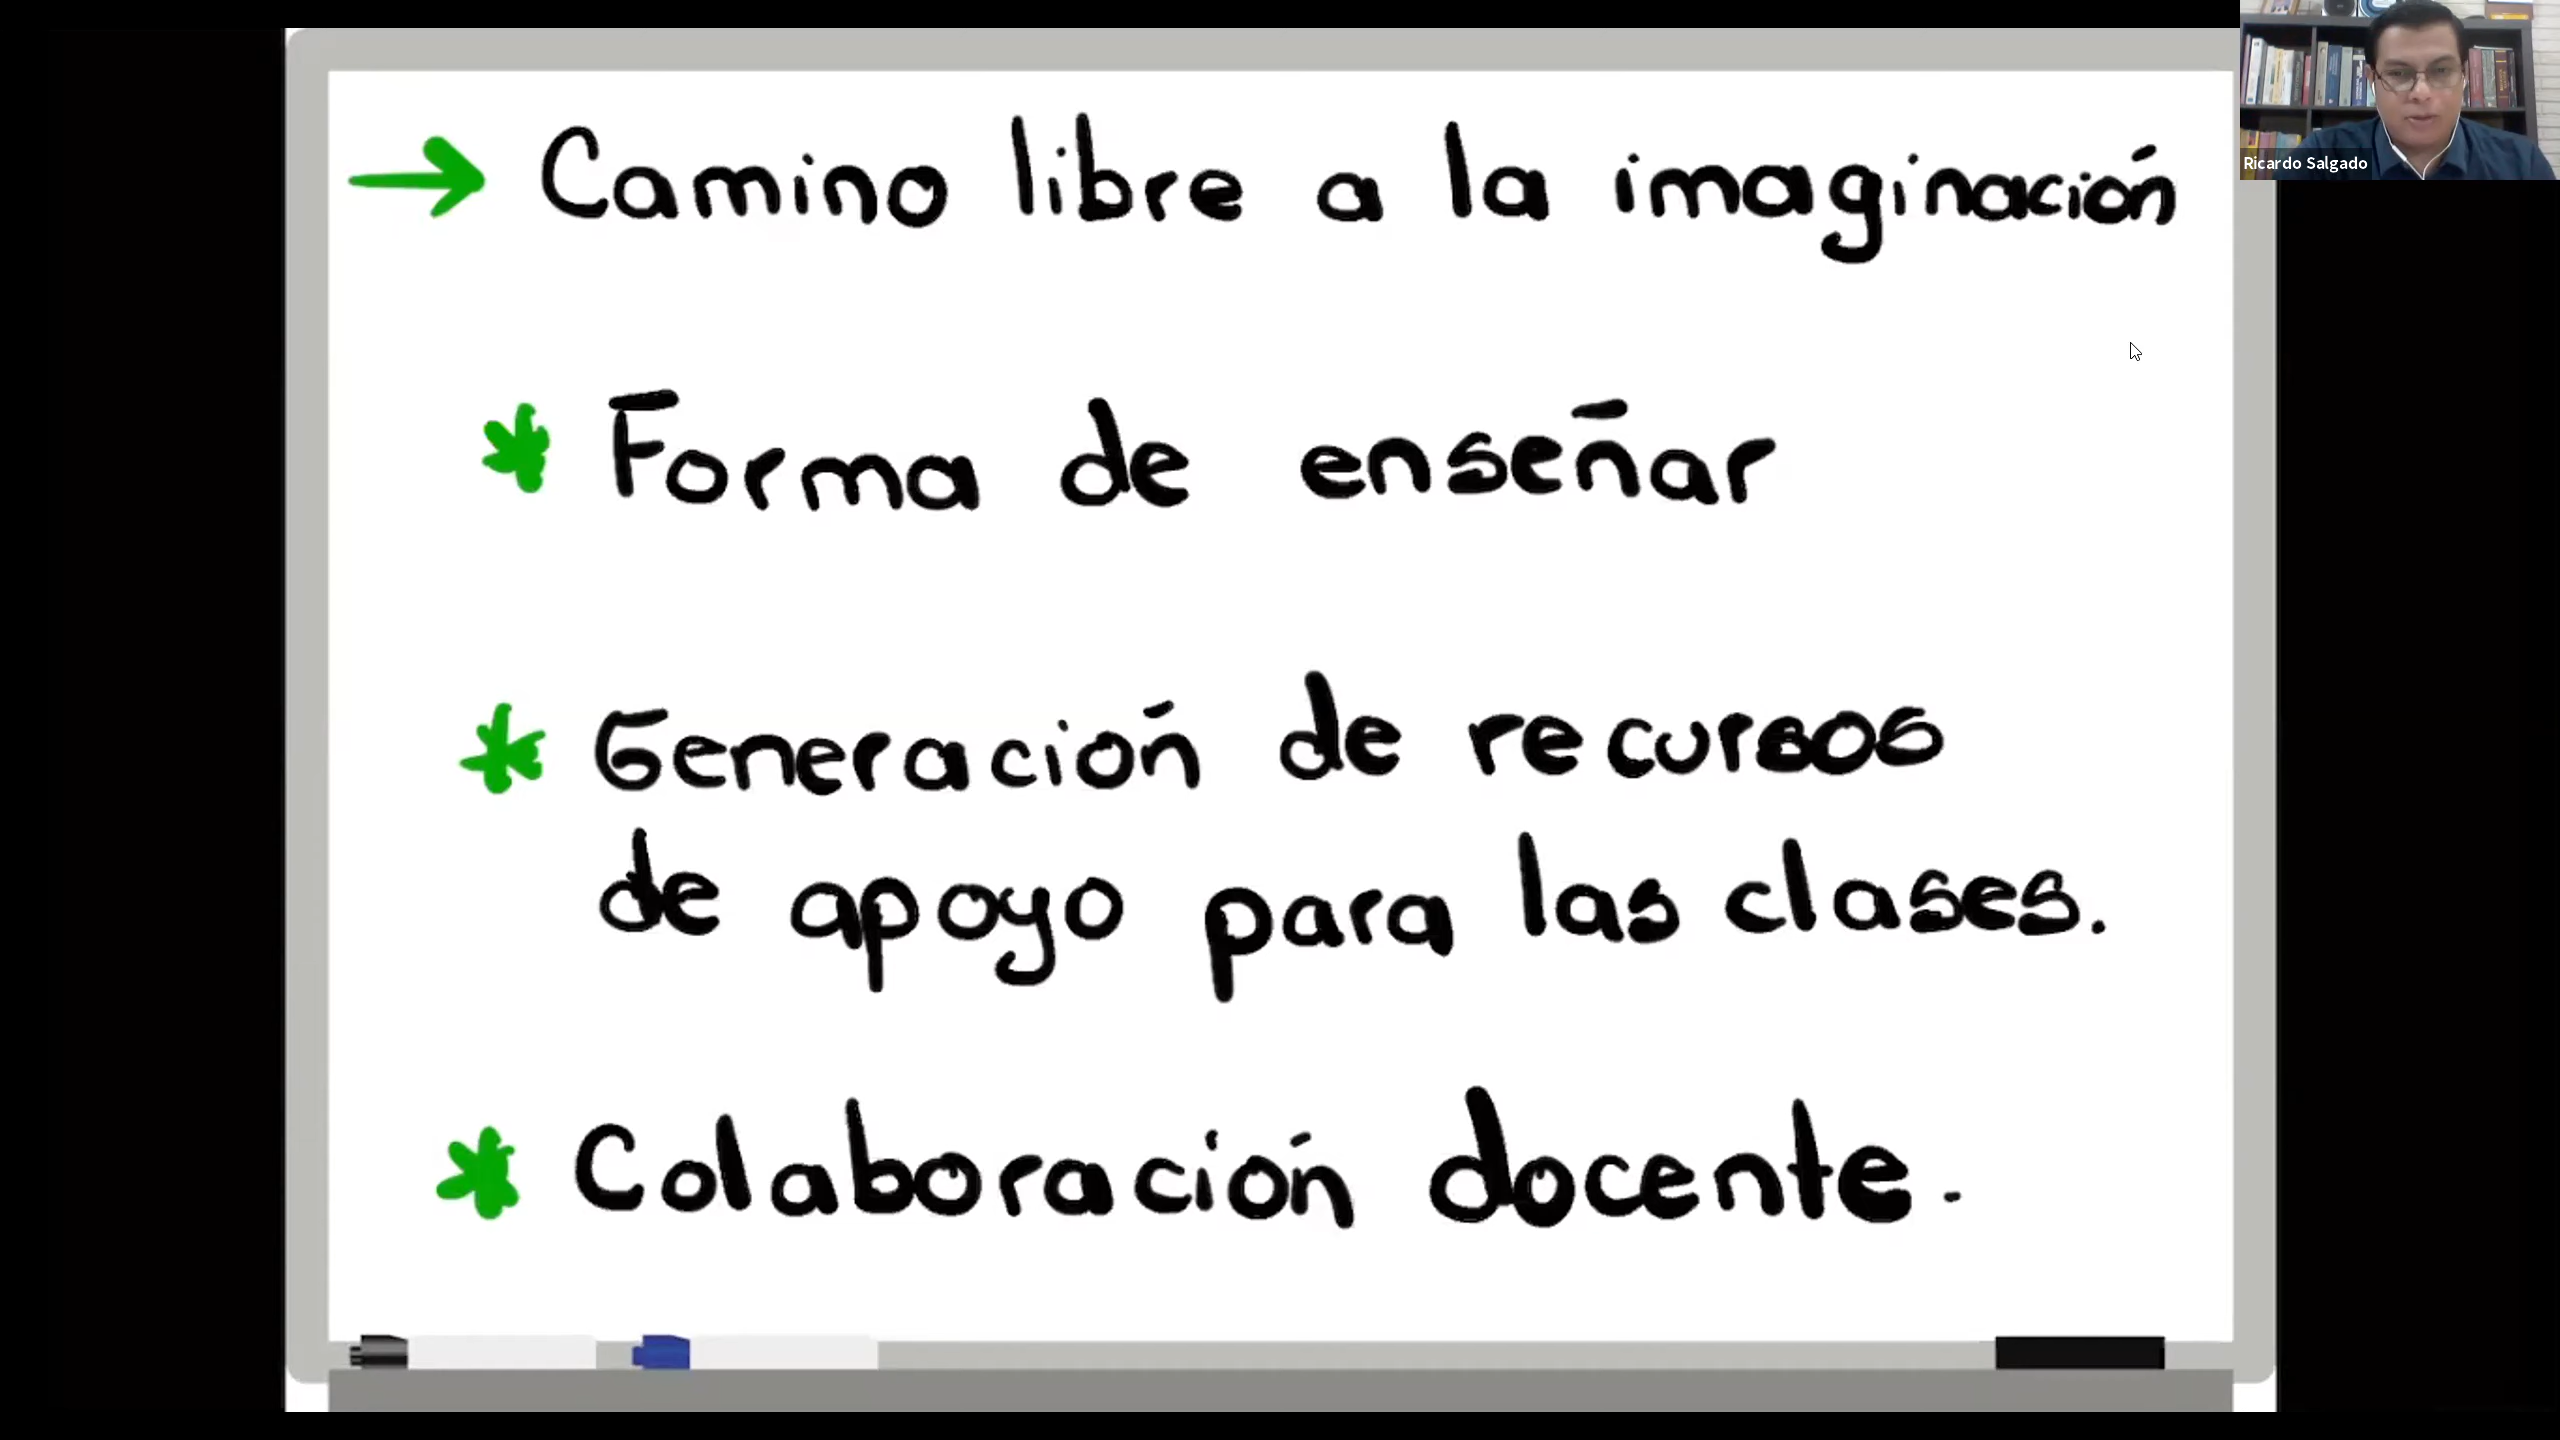 → Camino libre a la imaginación
Ricardo Salgado
* Forma de enseñar
* Generación de recursos
de apoyo para las clases.
* Colaboración docente.